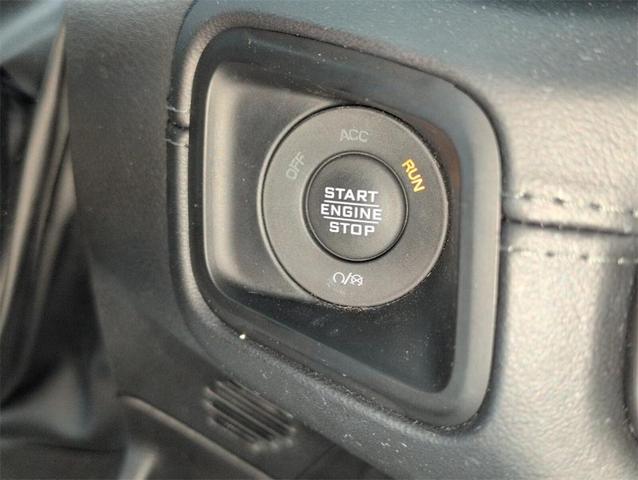 OFF
ACC
RUN
START
ENGINE
STOP